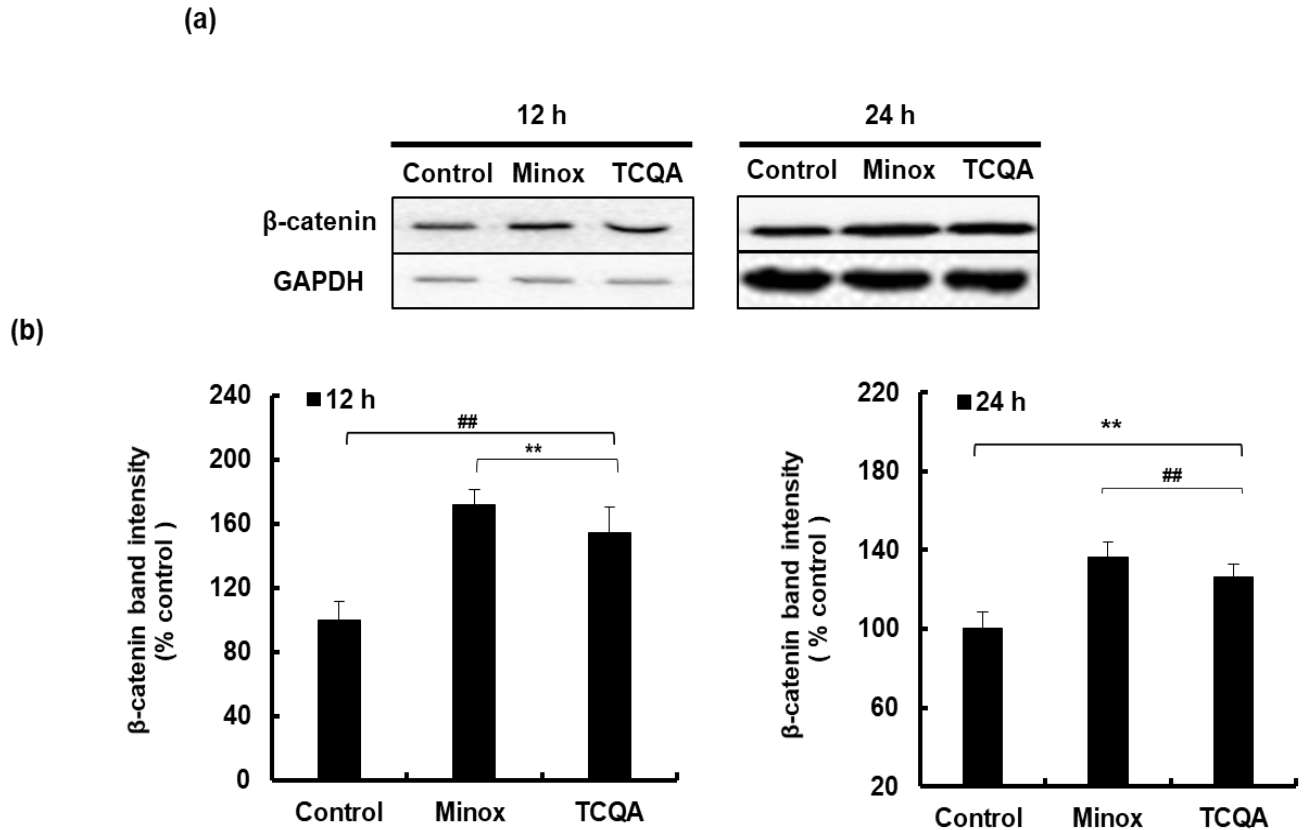 (a)
12 h
24 h
Control Minox TCQA
Control Minox TCQA
β-catenin
GAPDH
(b)
β-catenin band intensity
(% control )
240
200
160
120
80
40
0
■ 12 h
##
**
Control Minox TCQA
β-catenin band intensity
( % control )
220
180
140
100
60
20
■ 24 h
**
##
Control Minox TCQA